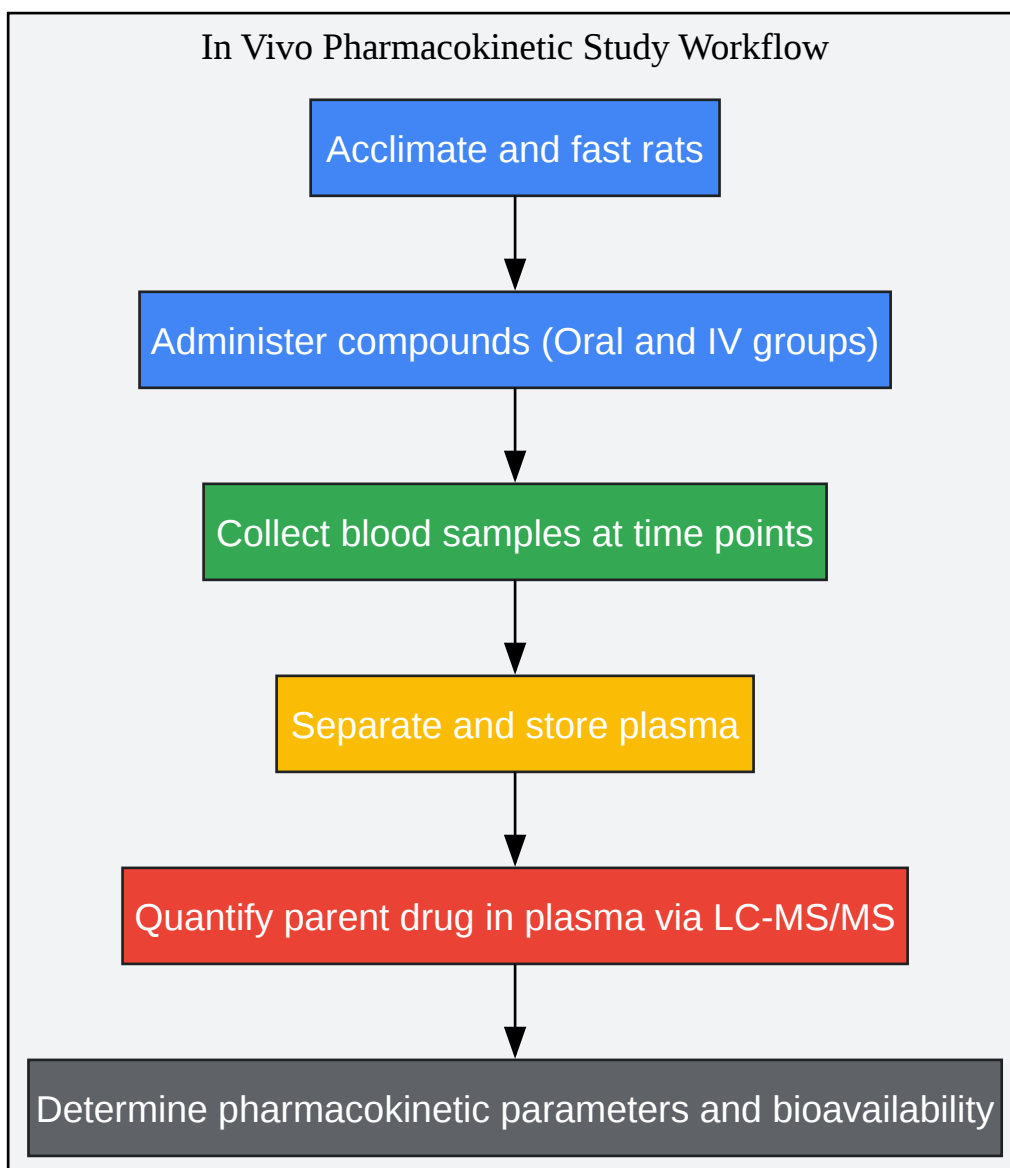 In Vivo Pharmacokinetic Study Workflow
Acclimate and fast rats
Administer compounds (Oral and IV groups)
Collect blood samples at time points
Separate and store plasma
Quantify parent drug in plasma via LC-MS/MS
Determine pharmacokinetic parameters and bioavailability